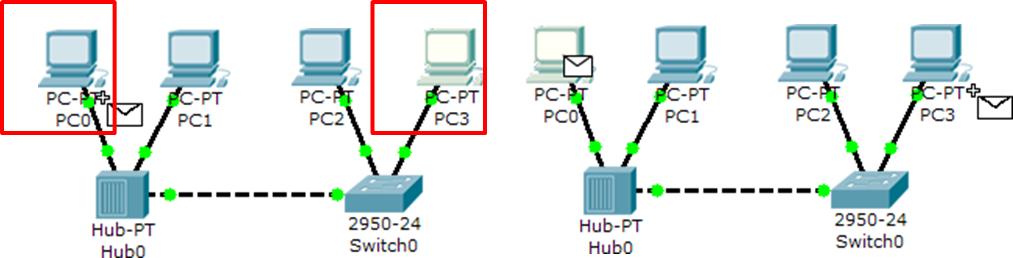 PC-PT
PC0
PC-PT
PC1
PC-PT
PC2
PC-PT
PC3
Hub-PT
Hub0
2950-24
Switch0
PC-PT
PC0
PC-PT
PC1
PC-PT
PC2
PC-PT
PC3
Hub-PT
Hub0
2950-24
Switch0